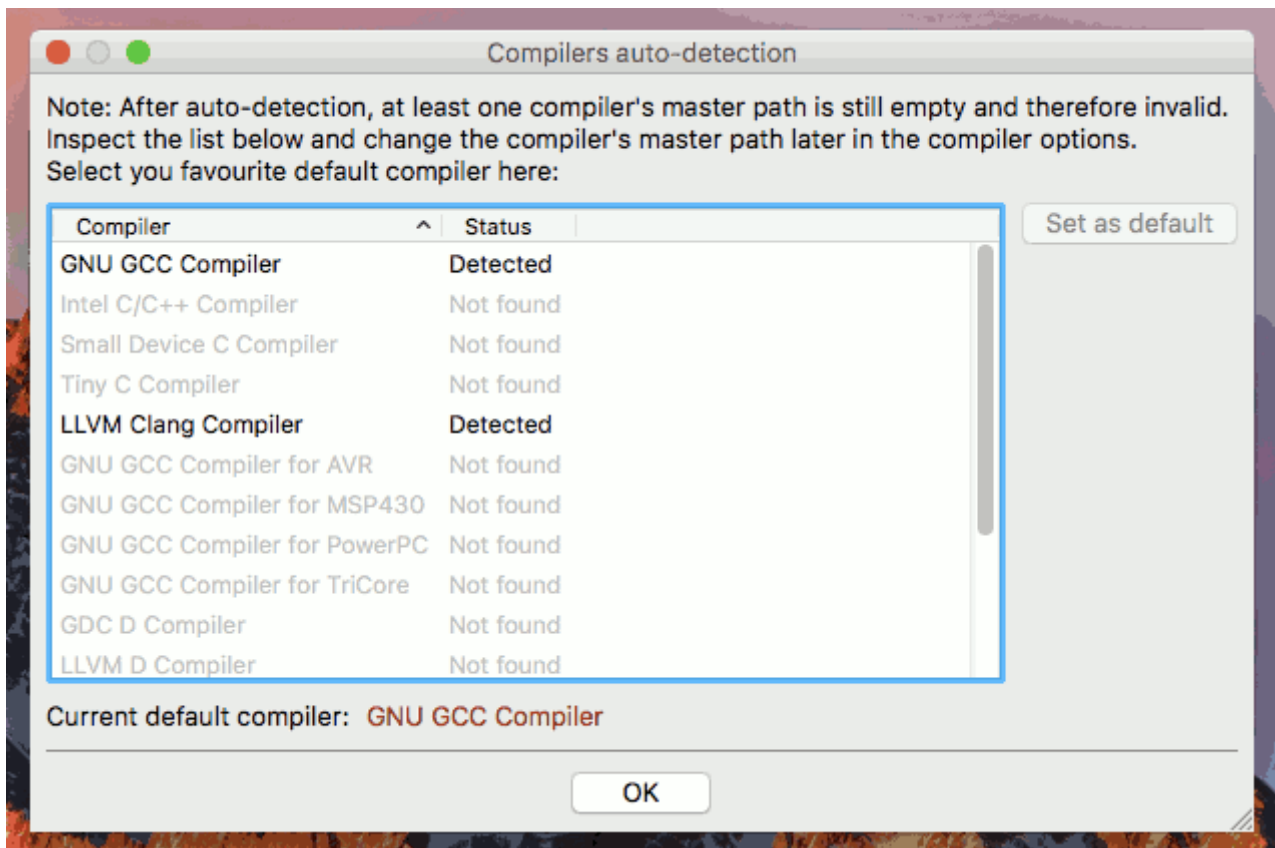 Compilers auto-detection
Note: After auto-detection, at least one compiler's master path is still empty and therefore invalid.
Inspect the list below and change the compiler's master path later in the compiler options.
Select you favourite default compiler here:
Compiler Status
Set as default
GNU GCC Compiler Detected
Intel C/C++ Compiler Not found
Small Device C Compiler Not found
Tiny C Compiler Not found
LLVM Clang Compiler Detected
GNU GCC Compiler for AVR Not found
GNU GCC Compiler for MSP430 Not found
GNU GCC Compiler for PowerPC Not found
GNU GCC Compiler for TriCore Not found
GDC D Compiler Not found
LLVM D Compiler Not found
Current default compiler: GNU GCC Compiler
OK